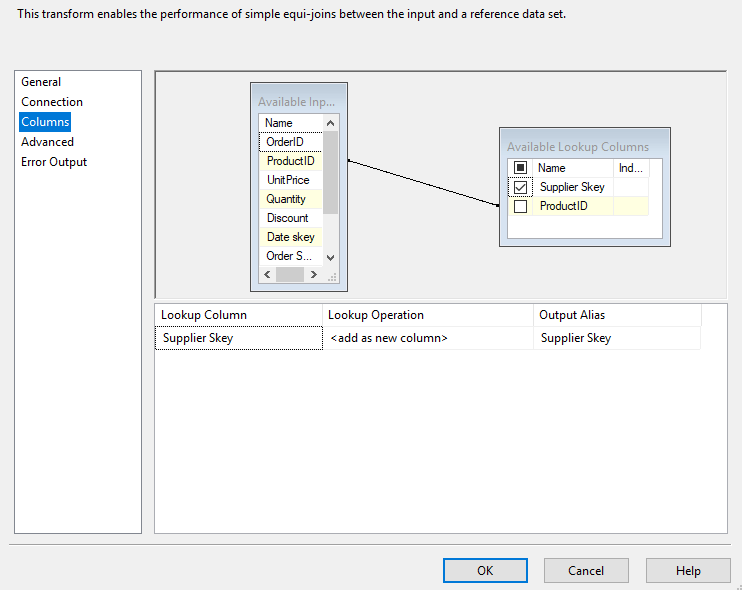 This transform enables the performance of simple equi-joins between the input and a reference data set.
General
Connection
Columns
Advanced
Error Output
Available Inp...
Name
OrderID
ProductID
UnitPrice
Quantity
Discount
Date skey
Order S...
Available Lookup Columns
Name Ind...
Supplier Skey
ProductID
Lookup Column Lookup Operation Output Alias
Supplier Skey <add as new column> Supplier Skey
OK Cancel Help